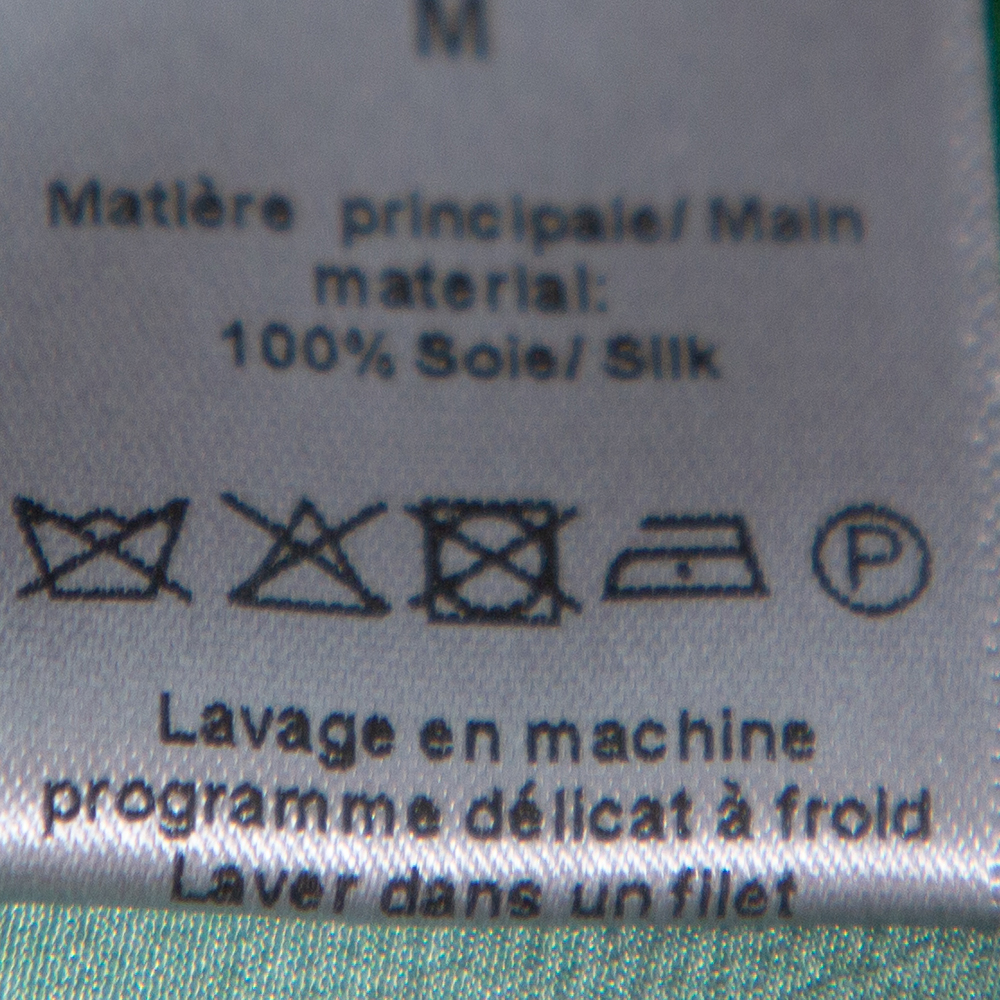 M
Matière principale/ Main
material:
100% Soie/ Silk
P
Lavage en machine
programme délicat à froid
Laver dans un filet